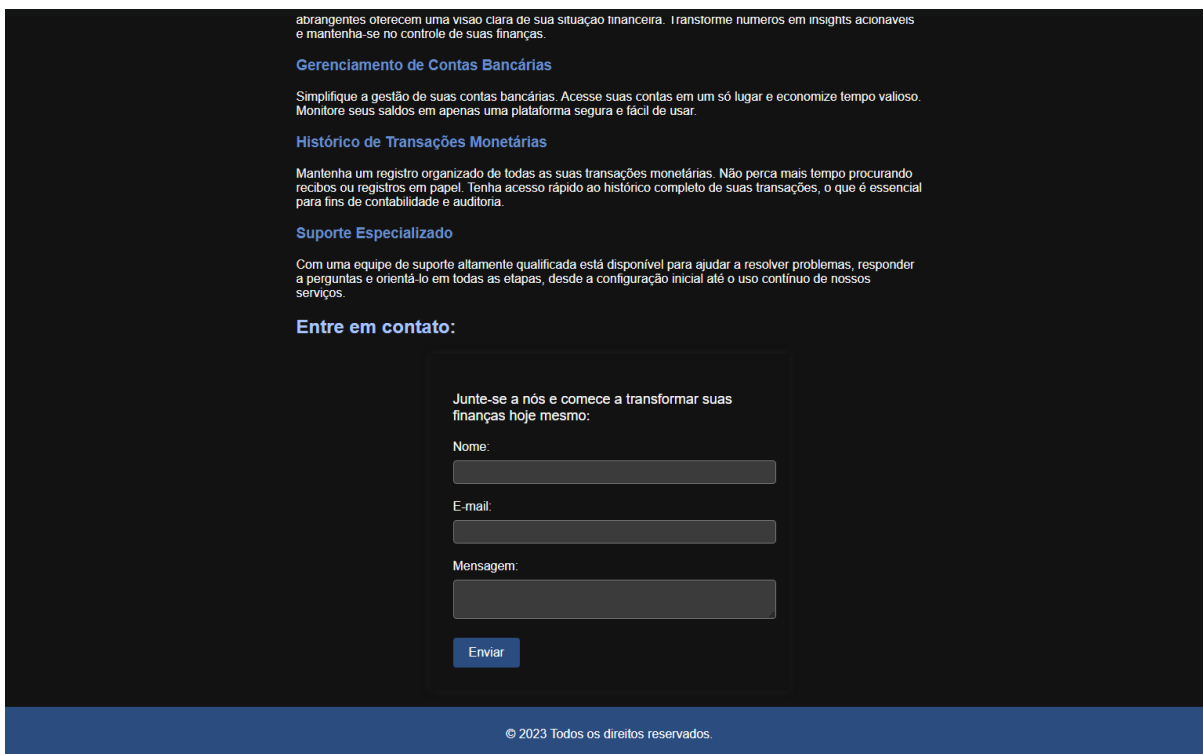 abrangentes oferecem uma visão clara de sua situação financeira. Transforme números em insights acionáveis
e mantenha-se no controle de suas finanças.
Gerenciamento de Contas Bancárias
Simplifique a gestão de suas contas bancárias. Acesse suas contas em um só lugar e economize tempo valioso.
Monitore seus saldos em apenas uma plataforma segura e fácil de usar.
Histórico de Transações Monetárias
Mantenha um registro organizado de todas as suas transações monetárias. Não perca mais tempo procurando
recibos ou registros em papel. Tenha acesso rápido ao histórico completo de suas transações, o que é essencial
para fins de contabilidade e auditoria.
Suporte Especializado
Com uma equipe de suporte altamente qualificada está disponível para ajudar a resolver problemas, responder
a perguntas e orientá-lo em todas as etapas, desde a configuração inicial até o uso contínuo de nossos
serviços.
Entre em contato:
Junte-se a nós e comece a transformar suas
finanças hoje mesmo:
Nome:
E-mail:
Mensagem:
Enviar
© 2023 Todos os direitos reservados.